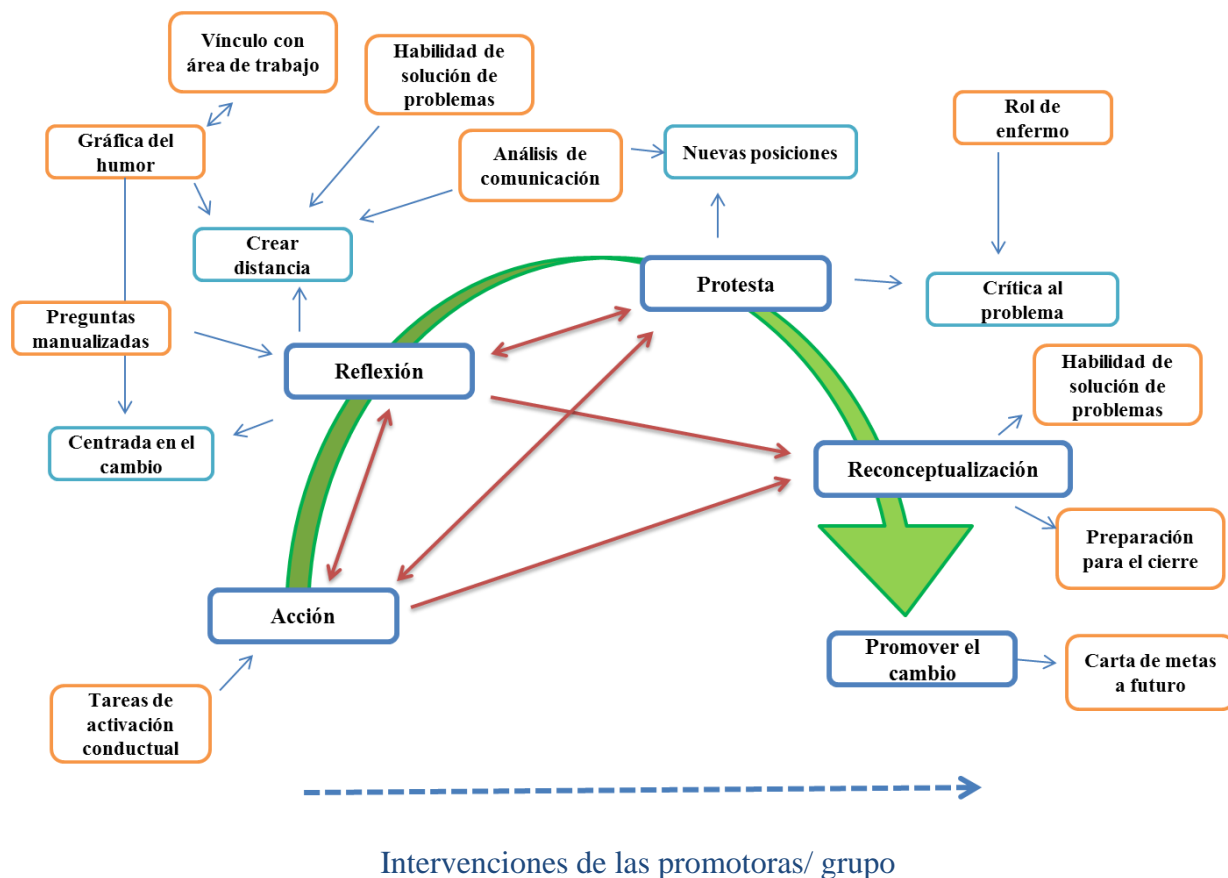 Vínculo con
área de trabajo
Habilidad de
solución de
problemas
Rol de
enfermo
Gráfica del
humor
Análisis de
comunicación
Nuevas posiciones
Crear
distancia
Protesta
Crítica al
problema
Preguntas
manualizadas
Reflexión
Habilidad de
solución de
problemas
Centrada en el
cambio
Reconceptualización
Preparación
para el cierre
Acción
Promover el
cambio
Carta de metas
a futuro
Tareas de
activación
conductual
Intervenciones de las promotoras/ grupo